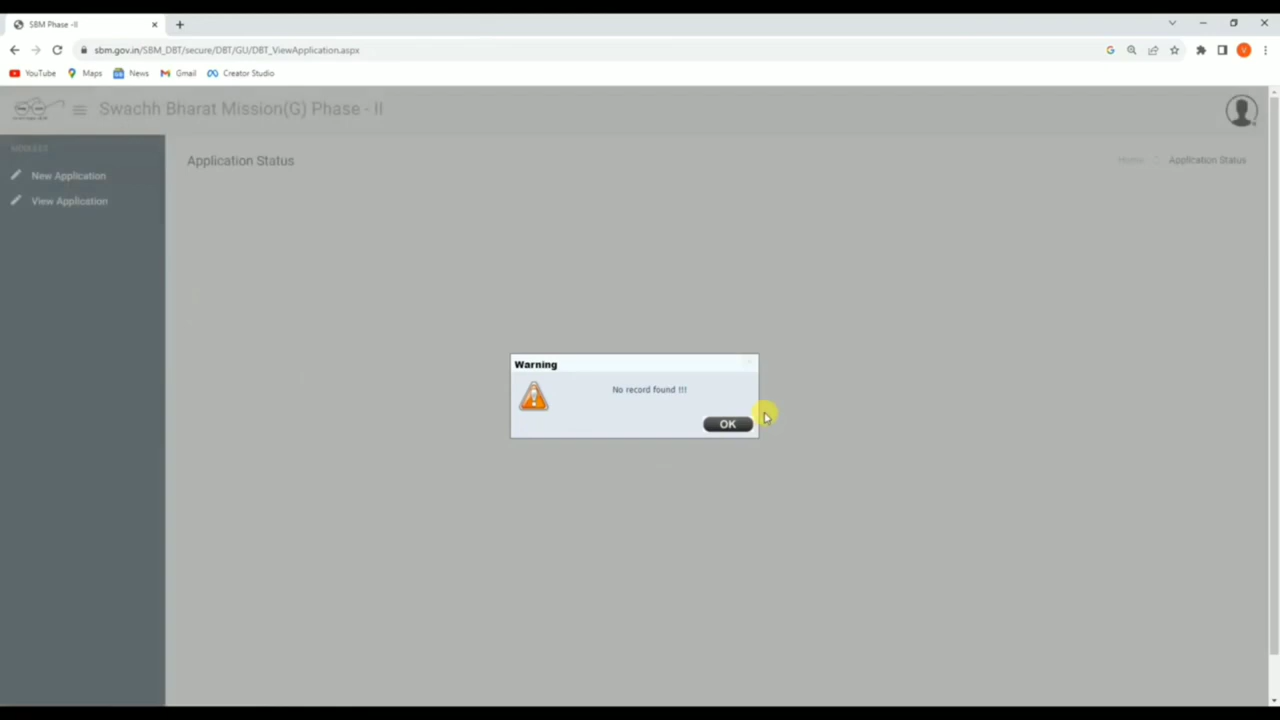 SBM Phase -II
sbm.gov.in/SBM_DBT/secure/DBT/GU/DBT_ViewApplication.aspx
YouTube Maps News Gmail Creator Studio
Swachh Bharat Mission(G) Phase - II
Application Status
Home Application Status
New Application
View Application
Warning
No record found !!!
OK